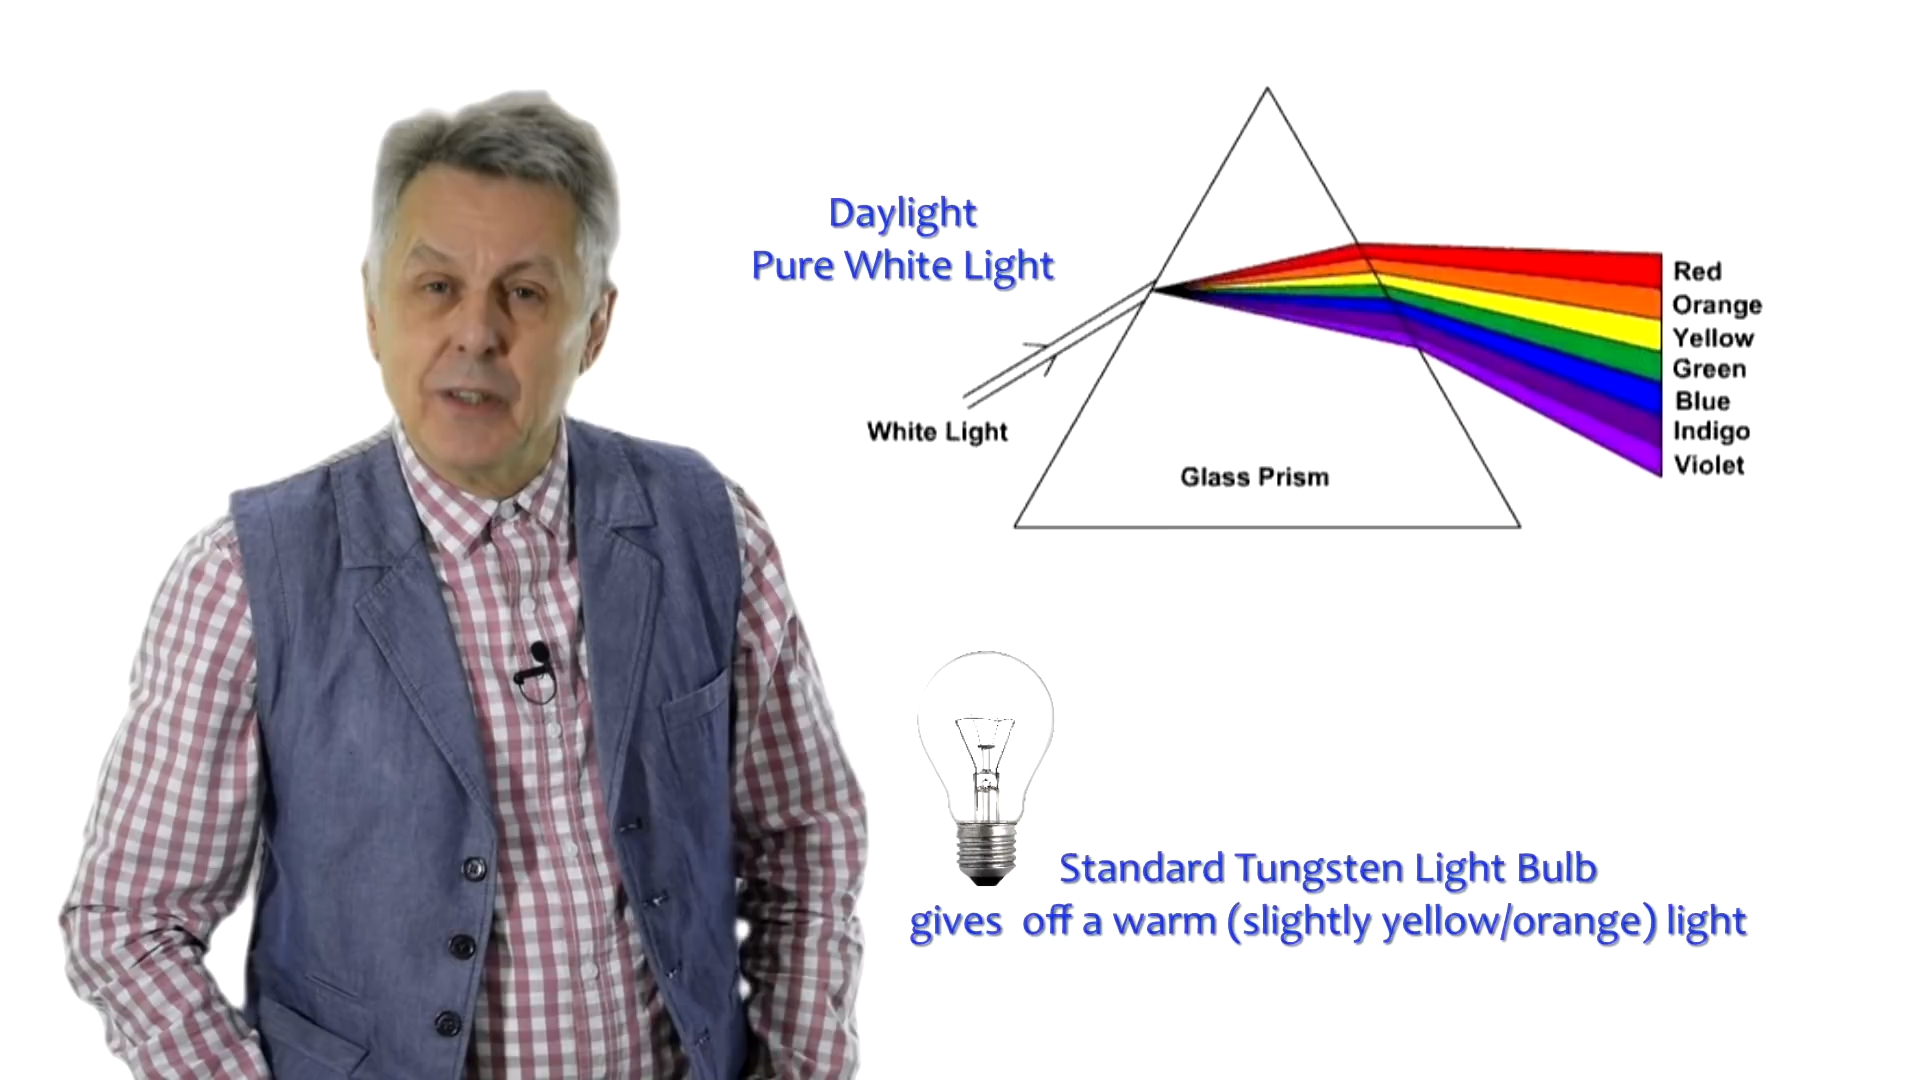 Daylight
Pure White Light
White Light
Glass Prism
Red
Orange
Yellow
Green
Blue
Indigo
Violet
Standard Tungsten Light Bulb
gives off a warm (slightly yellow/orange) light